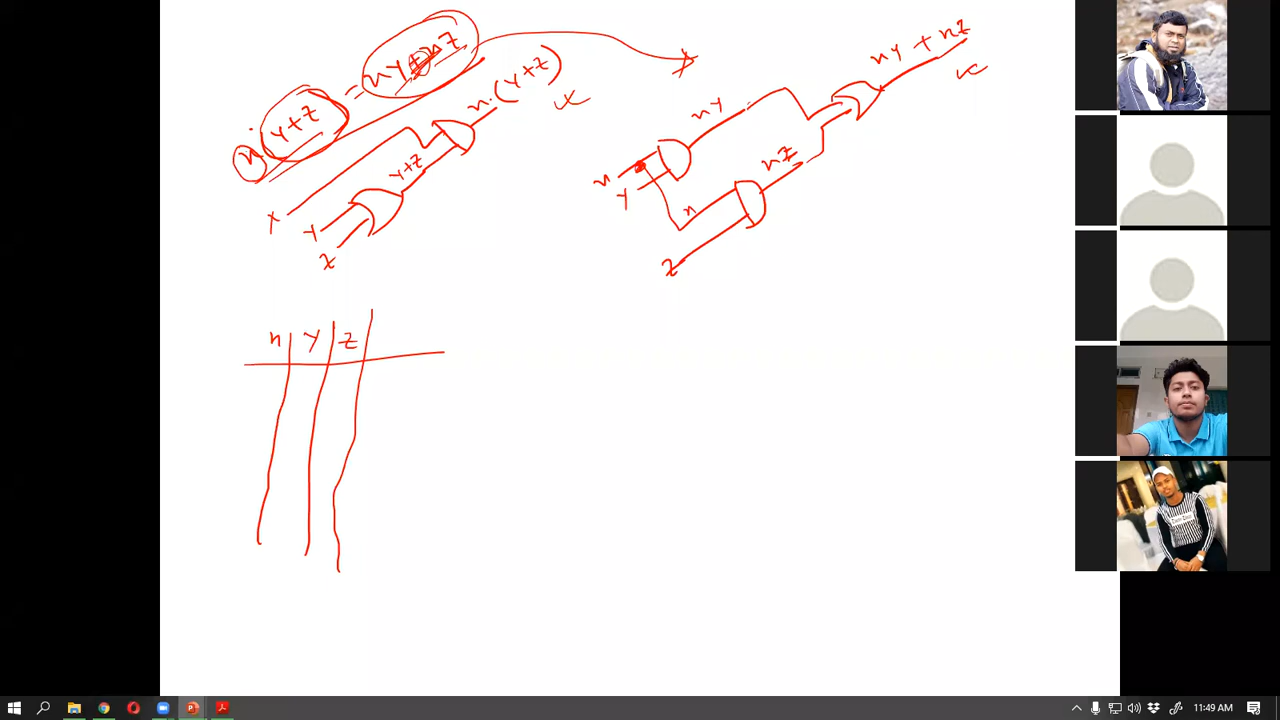 x·(y+z) = xy+xz
x
y
z
y+z
x·(y+z)
x
y
xy
x
z
xz
xy + xz
x y z
11:49 AM